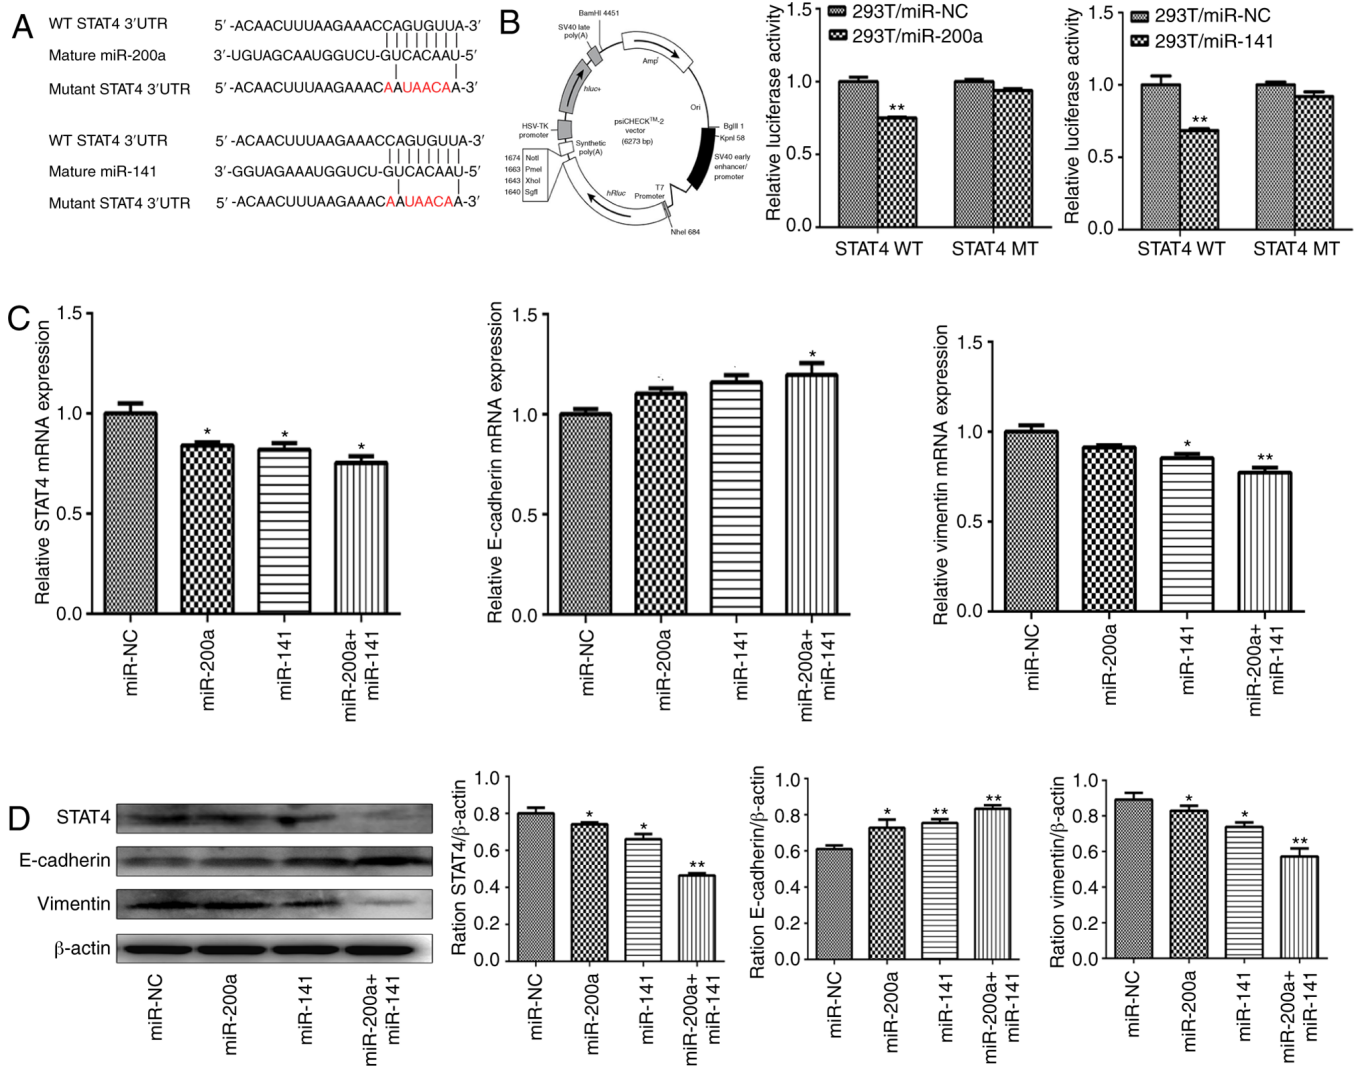 A
WT STAT4 3'UTR 5' -ACAACUUUAAGAAACCAGUGUUA-3'
Mature miR-200a 3'-UGUAGCAAUGGUCU-GUCACAAU-5'
Mutant STAT4 3'UTR 5' -ACAACUUUAAGAAACAAUAACAA-3'
WT STAT4 3'UTR 5' -ACAACUUUAAGAAACCAGUGUUA-3'
Mature miR-141 3'-GGUAGAAAUGGUCU-GUCACAAU-5'
Mutant STAT4 3'UTR 5' -ACAACUUUAAGAAACAAUAACAA-3'
B
BamHI 4451
SV40 late
poly(A)
Amp^r
hluc+
Ori
HSV-TK
promoter
psiCHECK™-2
vector
(6273 bp)
BglII 1
KpnI 58
Synthetic
poly(A)
1674 NotI
1663 PmeI
1643 XhoI
1640 SgfI
SV40 early
enhancer/
promoter
hRluc
T7
Promoter
NheI 684
Relative luciferase activity
1.5
1.0
0.5
0.0
293T/miR-NC
293T/miR-200a
**
STAT4 WT STAT4 MT
Relative luciferase activity
1.5
1.0
0.5
0.0
293T/miR-NC
293T/miR-141
**
STAT4 WT STAT4 MT
C
Relative STAT4 mRNA expression
1.5
1.0
0.5
0.0
* * *
miR-NC
miR-200a
miR-141
miR-200a+
miR-141
Relative E-cadherin mRNA expression
1.5
1.0
0.5
0.0
*
miR-NC
miR-200a
miR-141
miR-200a+
miR-141
Relative vimentin mRNA expression
1.5
1.0
0.5
0.0
* **
miR-NC
miR-200a
miR-141
miR-200a+
miR-141
D
STAT4
E-cadherin
Vimentin
β-actin
miR-NC
miR-200a
miR-141
miR-200a+
miR-141
Ration STAT4/β-actin
1.0
0.8
0.6
0.4
0.2
0.0
* * **
miR-NC
miR-200a
miR-141
miR-200a+
miR-141
Ration E-cadherin/β-actin
1.0
0.8
0.6
0.4
0.2
0.0
* ** **
miR-NC
miR-200a
miR-141
miR-200a+
miR-141
Ration vimentin/β-actin
1.0
0.8
0.6
0.4
0.2
0.0
* * **
miR-NC
miR-200a
miR-141
miR-200a+
miR-141